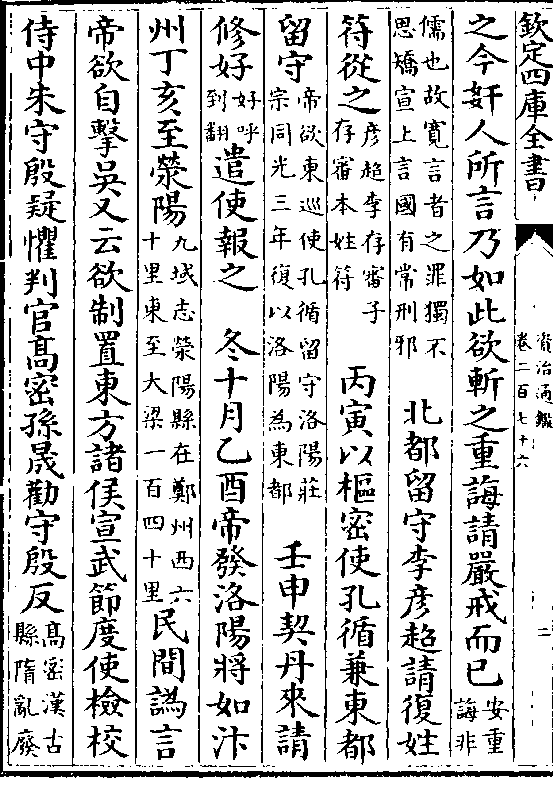 欽定四庫全書
資治通鑑
卷二百七十六
二
之今奸人所言乃如此欲斬之重誨請嚴戒而已安重誨非
儒也故寛言者之罪獨不思矯宣上言國有常刑邪　北都留守李彥超請復姓
符從之彥超李存審子存審本姓符　丙寅以樞密使孔循兼東都
留守帝欲東巡使孔循留守洛陽莊宗同光三年復以洛陽為東都　壬申契丹來請
修好好呼到翻遣使報之　冬十月乙酉帝發洛陽將如汴
州丁亥至滎陽九域志滎陽縣在鄭州西六十里東至大梁一百四十里民間譌言
帝欲自擊吳又云欲制置東方諸侯宣武節度使檢校
侍中朱守殷疑懼判官髙密孫晟勸守殷反髙密漢古縣隋亂廢